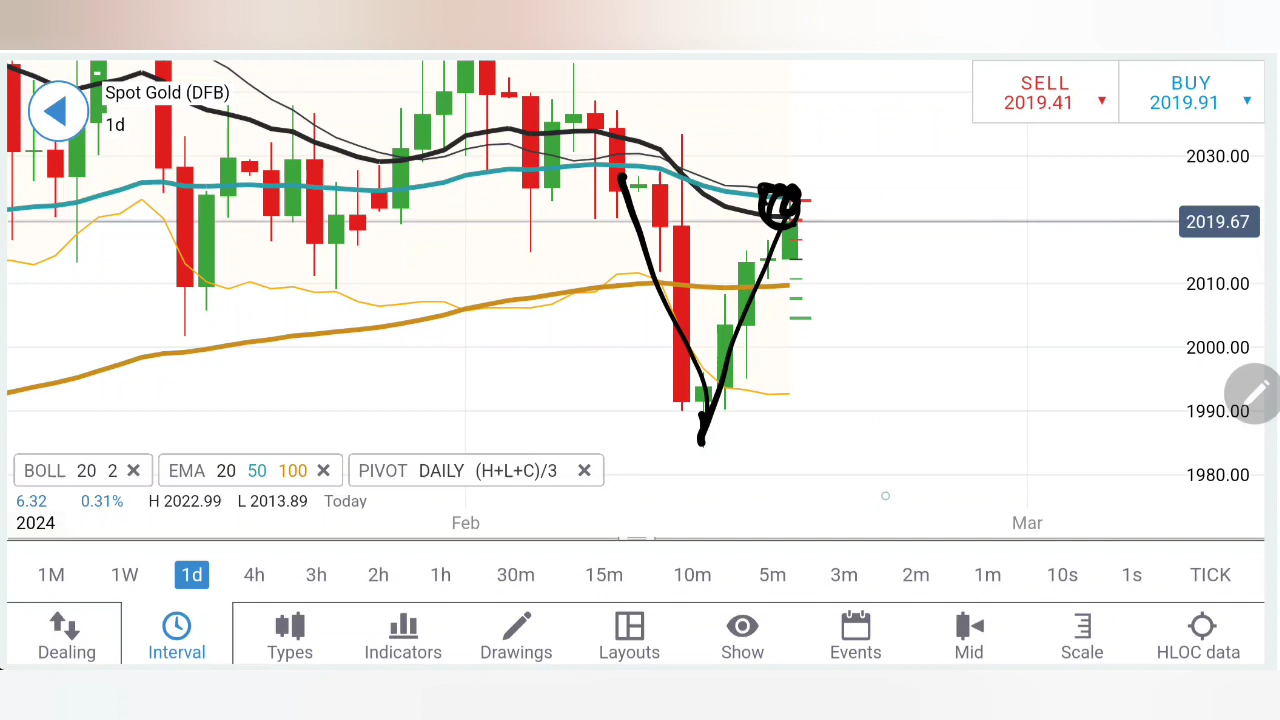 Spot Gold (DFB)
1d
SELL
2019.41
BUY
2019.91
2030.00
2019.67
2010.00
2000.00
1990.00
1980.00
BOLL 20 2
EMA 20 50 100
PIVOT DAILY (H+L+C)/3
6.32 0.31% H 2022.99 L 2013.89 Today
2024 Feb Mar
1M 1W 1d 4h 3h 2h 1h 30m 15m 10m 5m 3m 2m 1m 10s 1s TICK
Dealing Interval Types Indicators Drawings Layouts Show Events Mid Scale HLOC data